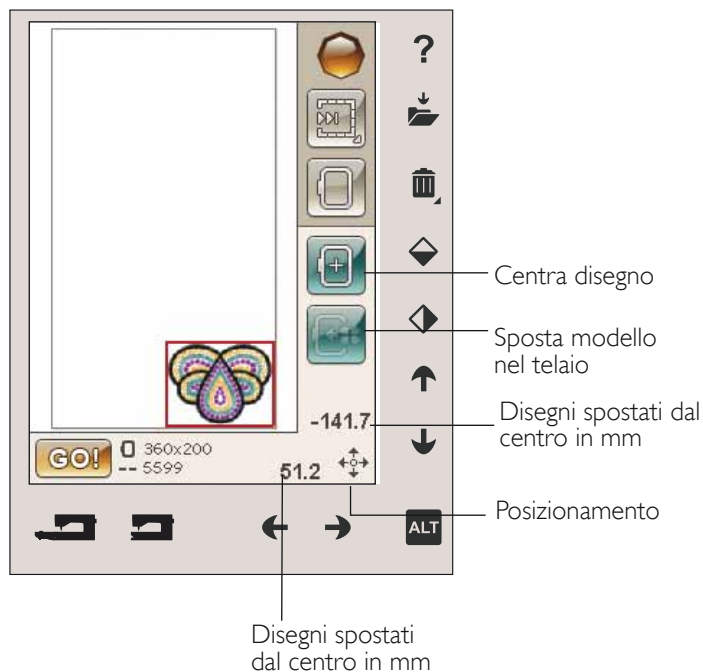 ?
Centra disegno
Sposta modello
nel telaio
-141.7
Disegni spostati dal
centro in mm
GO!
360x200
5599
51.2
Posizionamento
ALT
Disegni spostati
dal centro in mm